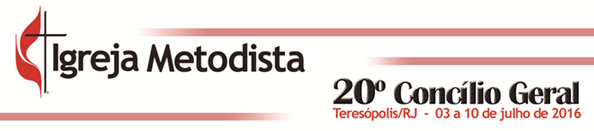 Igreja Metodista
20º Concílio Geral
Teresópolis/RJ - 03 a 10 de julho de 2016